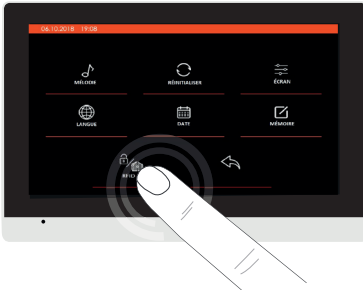 06.10.2018 19:08
MÉLODIE
RÉINITIALISER
ÉCRAN
LANGUE
DATE
MÉMOIRE
RFID